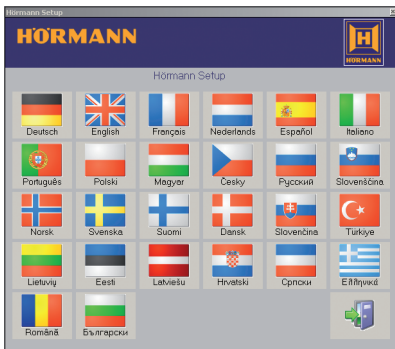 Hörmann Setup
HÖRMANN
HÖRMANN
Hörmann Setup
Deutsch English Français Nederlands Español Italiano
Português Polski Magyar Česky Русский Slovenščina
Norsk Svenska Suomi Dansk Slovenčina Türkiye
Lietuvių Eesti Latviešu Hrvatski Српски Ελληνικά
Română Български